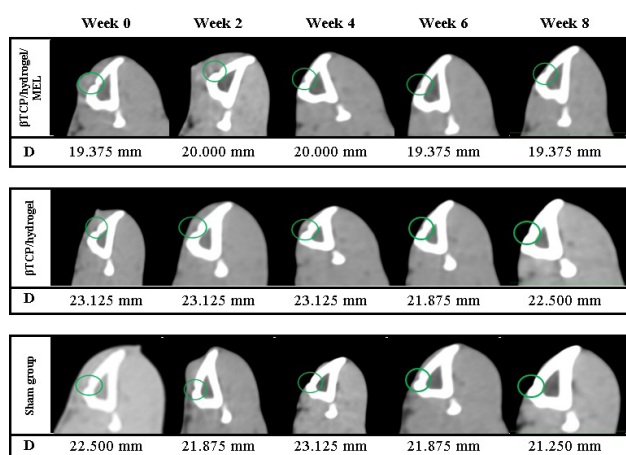 Week 0 Week 2 Week 4 Week 6 Week 8
βTCP/hydrogel/
MEL
D 19.375 mm 20.000 mm 20.000 mm 19.375 mm 19.375 mm
βTCP/hydrogel
D 23.125 mm 23.125 mm 23.125 mm 21.875 mm 22.500 mm
Sham group
D 22.500 mm 21.875 mm 23.125 mm 21.875 mm 21.250 mm